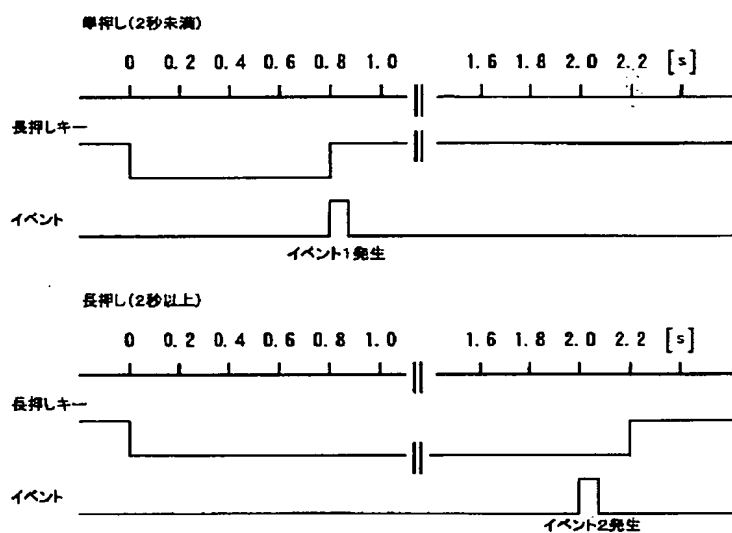 単押し(2秒未満)
0 0.2 0.4 0.6 0.8 1.0 1.6 1.8 2.0 2.2 [s]
長押しキー
イベント
イベント1発生
長押し(2秒以上)
0 0.2 0.4 0.6 0.8 1.0 1.6 1.8 2.0 2.2 [s]
長押しキー
イベント
イベント2発生